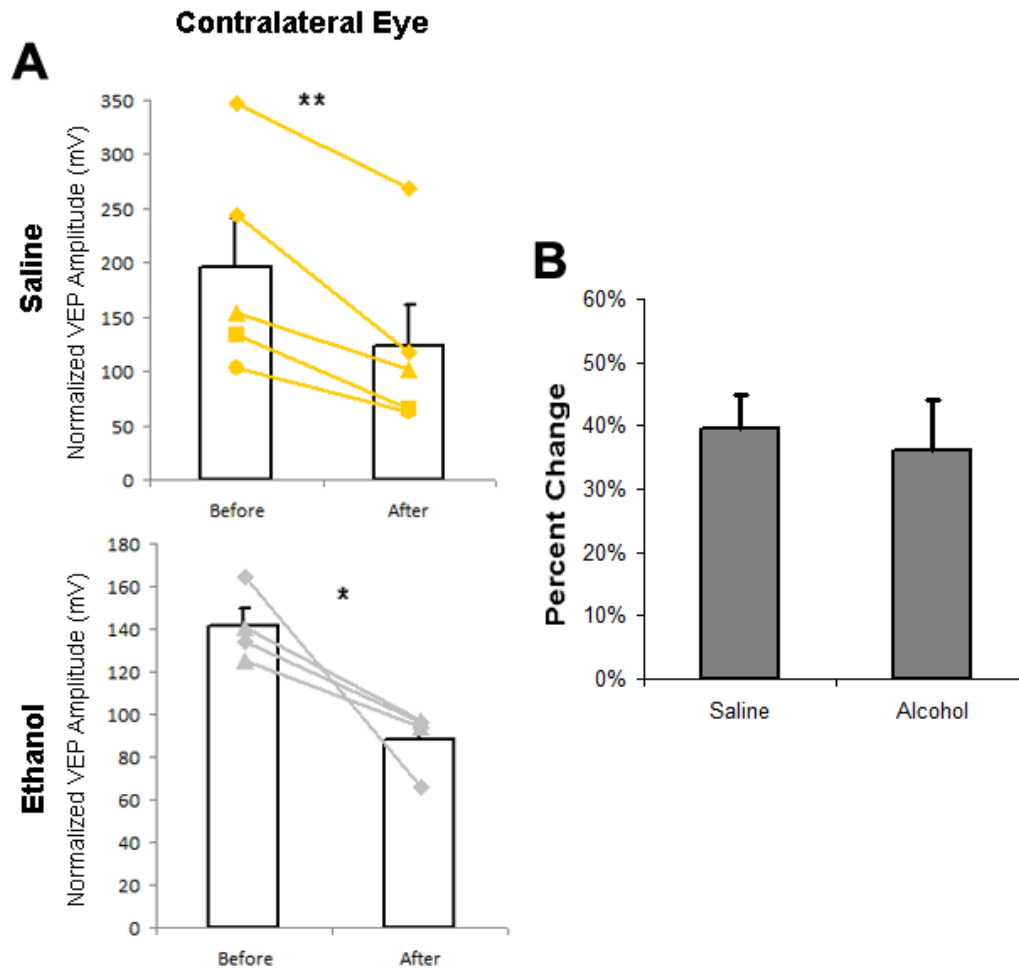 Contralateral Eye
A
**
Saline
Normalized VEP Amplitude (mV)
350
300
250
200
150
100
50
0
Before After
*
Ethanol
Normalized VEP Amplitude (mV)
180
160
140
120
100
80
60
40
20
0
Before After
B
Percent Change
60%
50%
40%
30%
20%
10%
0%
Saline Alcohol